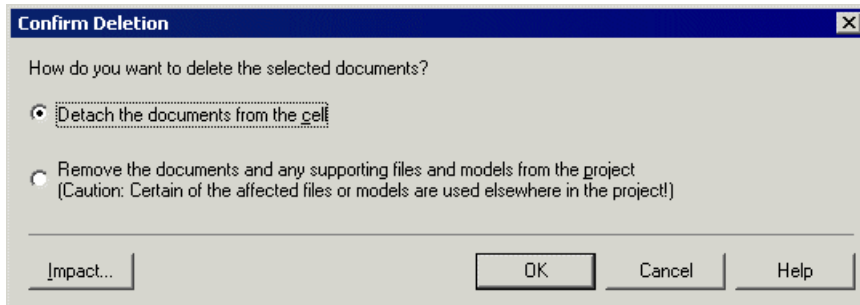 Confirm Deletion
How do you want to delete the selected documents?
Detach the documents from the cell
Remove the documents and any supporting files and models from the project
(Caution: Certain of the affected files or models are used elsewhere in the project!)
Impact... OK Cancel Help